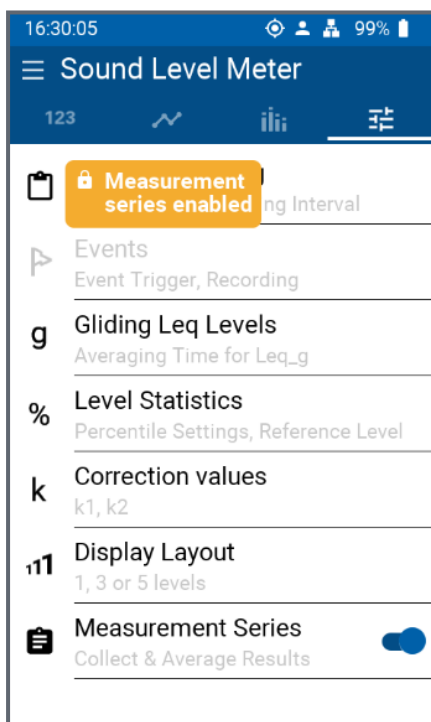 16:30:05 99%
Sound Level Meter
123
Measurement
series enabled
ng Interval
Events
Event Trigger, Recording
g Gliding Leq Levels
Averaging Time for Leq_g
% Level Statistics
Percentile Settings, Reference Level
k Correction values
k1, k2
111 Display Layout
1, 3 or 5 levels
Measurement Series
Collect & Average Results